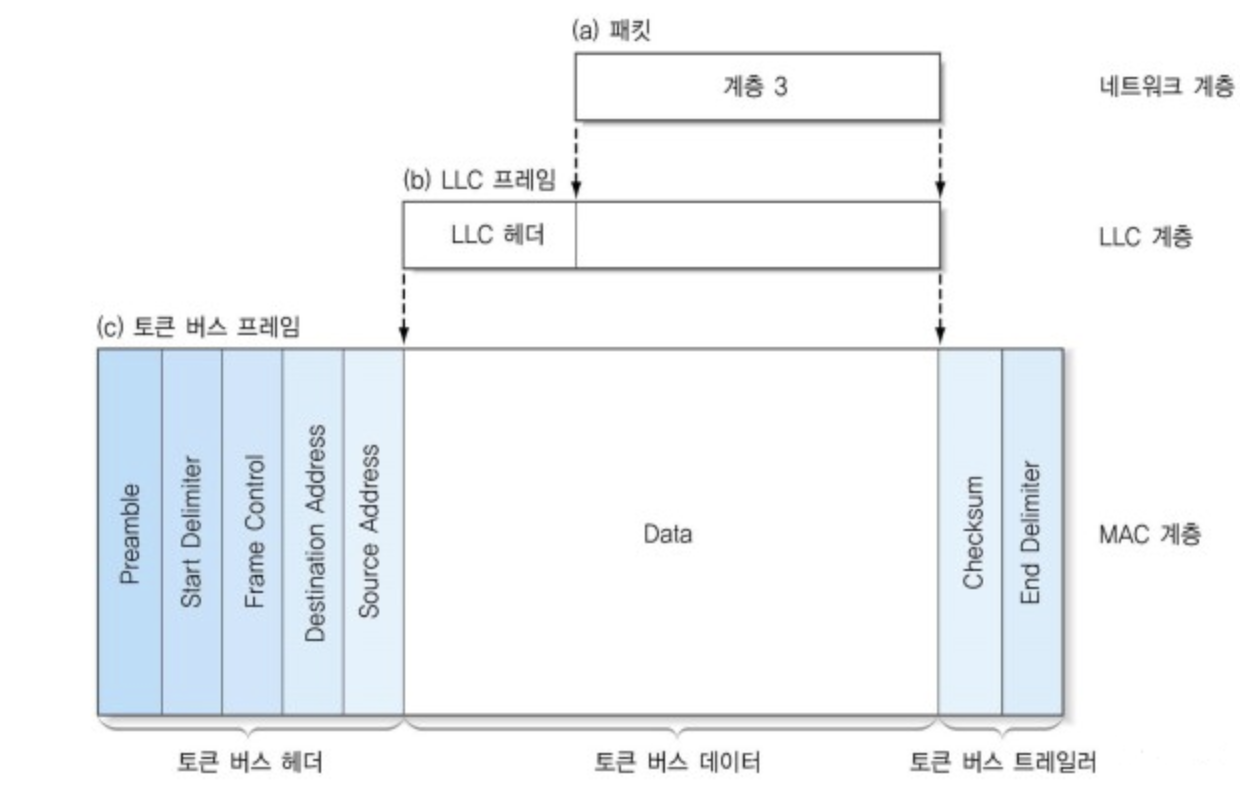 (a) 패킷
계층 3
네트워크 계층
(b) LLC 프레임
LLC 헤더
LLC 계층
(c) 토큰 버스 프레임
Preamble
Start Delimiter
Frame Control
Destination Address
Source Address
Data
Checksum
End Delimiter
MAC 계층
토큰 버스 헤더
토큰 버스 데이터
토큰 버스 트레일러